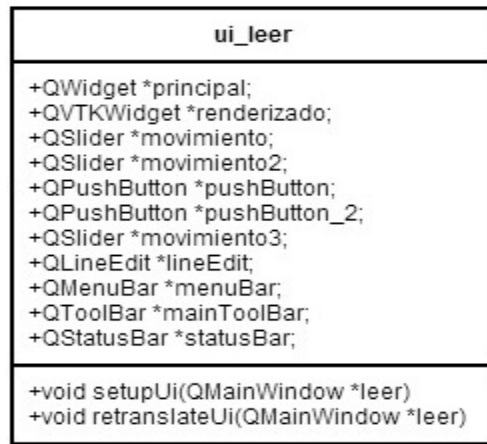 ui_leer
+QWidget *principal;
+QVTKWidget *renderizado;
+QSlider *movimiento;
+QSlider *movimiento2;
+QPushButton *pushButton;
+QPushButton *pushButton_2;
+QSlider *movimiento3;
+QLineEdit *lineEdit;
+QMenuBar *menuBar;
+QToolBar *mainToolBar;
+QStatusBar *statusBar;
+void setupUi(QMainWindow *leer)
+void retranslateUi(QMainWindow *leer)